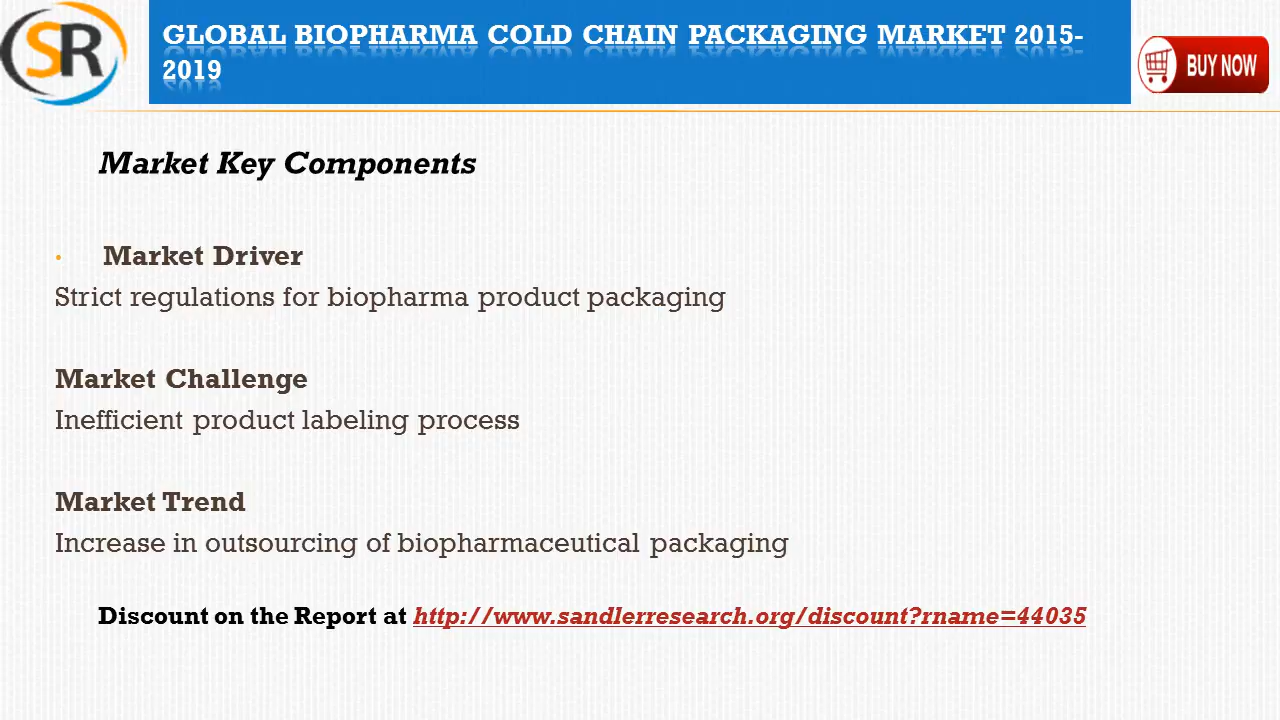 SR
GLOBAL BIOPHARMA COLD CHAIN PACKAGING MARKET 2015-
2019
BUY NOW
Market Key Components
• Market Driver
Strict regulations for biopharma product packaging
Market Challenge
Inefficient product labeling process
Market Trend
Increase in outsourcing of biopharmaceutical packaging
Discount on the Report at http://www.sandlerresearch.org/discount?rname=44035